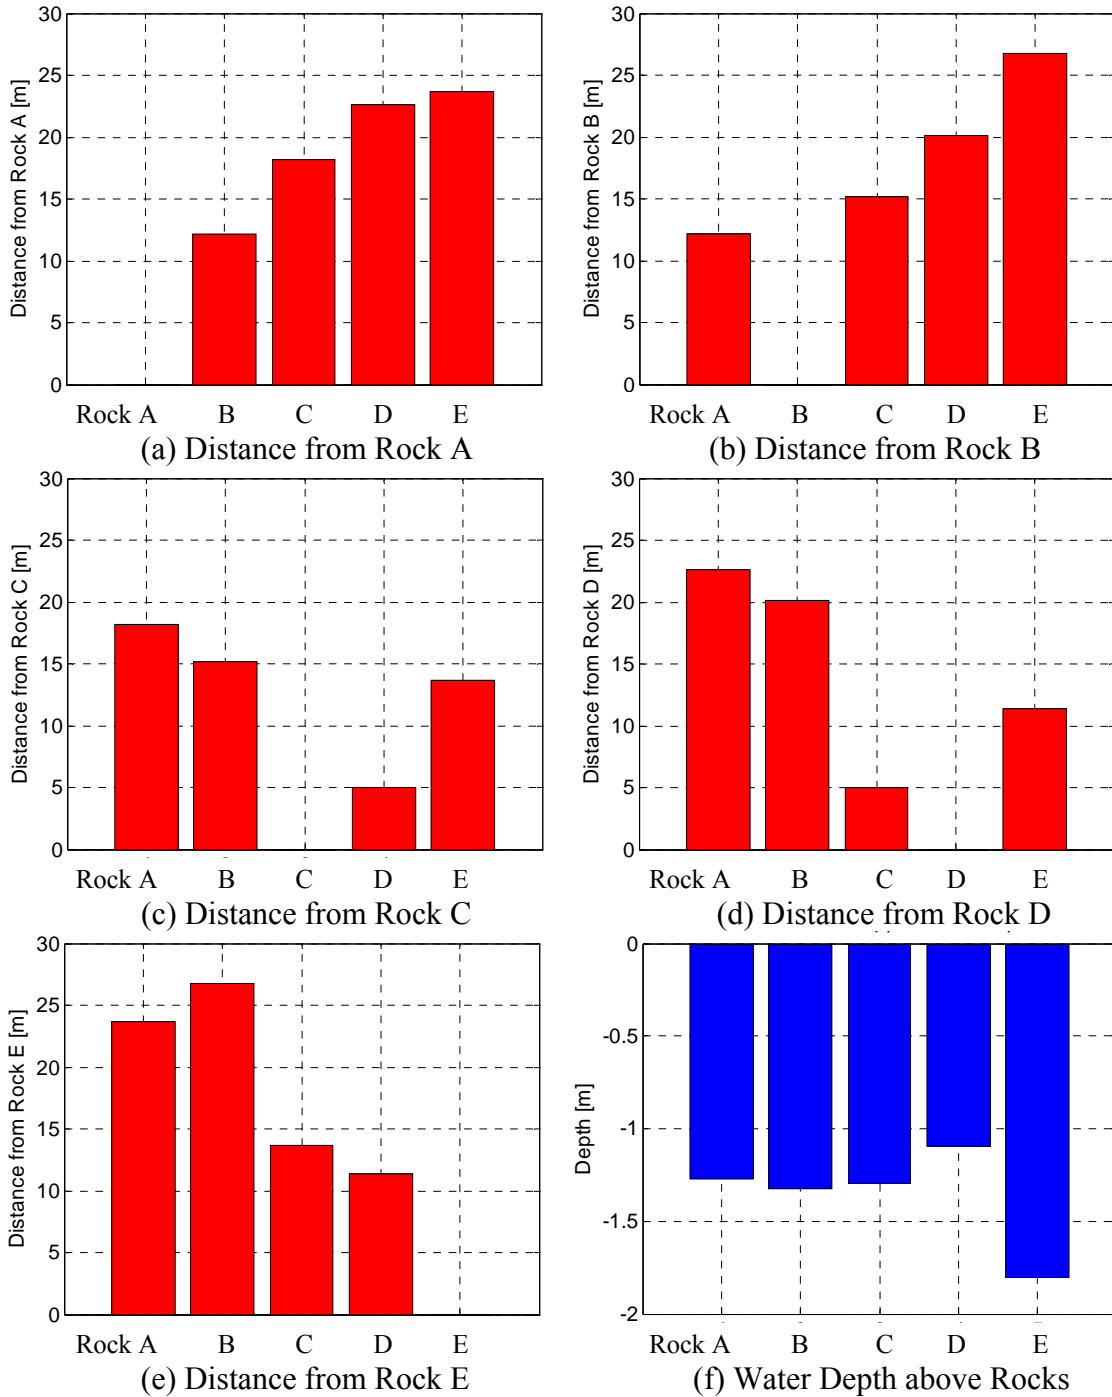 30
25
20
15
10
5
0
Distance from Rock A [m]
Rock A B C D E
(a) Distance from Rock A
30
25
20
15
10
5
0
Distance from Rock B [m]
Rock A B C D E
(b) Distance from Rock B
30
25
20
15
10
5
0
Distance from Rock C [m]
Rock A B C D E
(c) Distance from Rock C
30
25
20
15
10
5
0
Distance from Rock D [m]
Rock A B C D E
(d) Distance from Rock D
30
25
20
15
10
5
0
Distance from Rock E [m]
Rock A B C D E
(e) Distance from Rock E
0
-0.5
-1
-1.5
-2
Depth [m]
Rock A B C D E
(f) Water Depth above Rocks